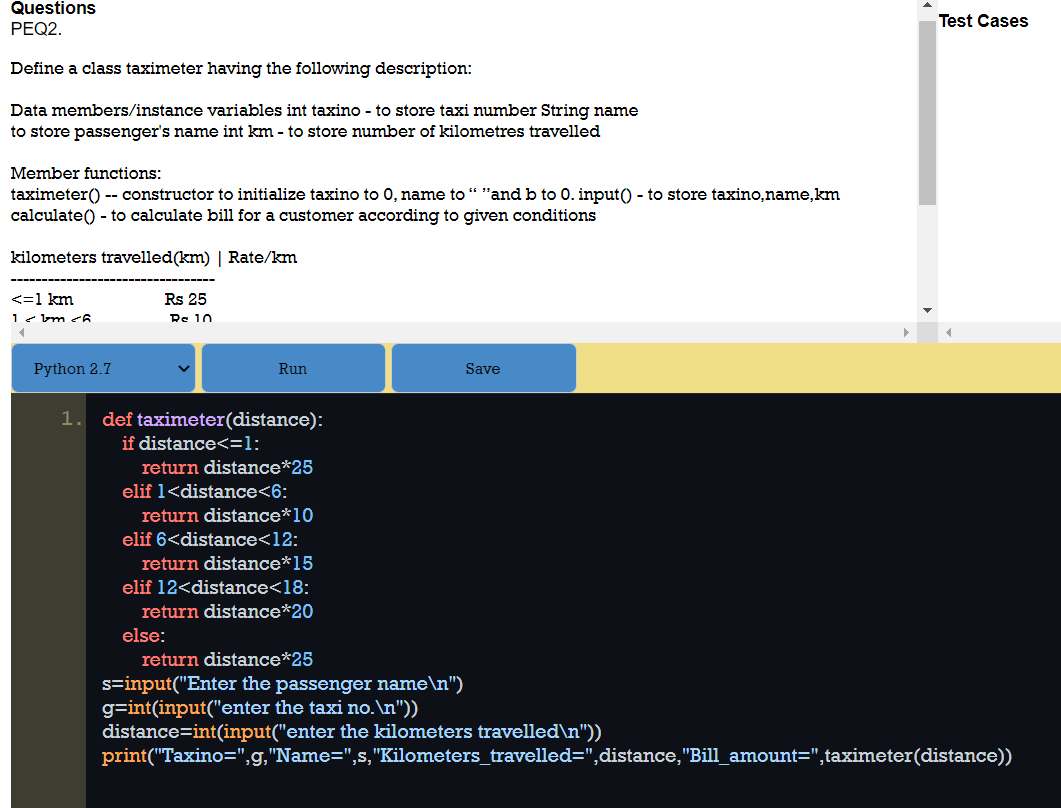 Questions
Test Cases
PEQ2.
Define a class taximeter having the following description:
Data members/instance variables int taxino - to store taxi number String name
to store passenger's name int km - to store number of kilometres travelled
Member functions:
taximeter() -- constructor to initialize taxino to 0, name to “ ”and b to 0. input() - to store taxino,name,km
calculate() - to calculate bill for a customer according to given conditions
kilometers travelled(km) | Rate/km
---------------------------------
<=1 km Rs 25
1 < km <6 Rs 10
Python 2.7 Run Save
1. def taximeter(distance):
if distance<=1:
return distance*25
elif 1<distance<6:
return distance*10
elif 6<distance<12:
return distance*15
elif 12<distance<18:
return distance*20
else:
return distance*25
s=input("Enter the passenger name\n")
g=int(input("enter the taxi no.\n"))
distance=int(input("enter the kilometers travelled\n"))
print("Taxino=",g,"Name=",s,"Kilometers_travelled=",distance,"Bill_amount=",taximeter(distance))